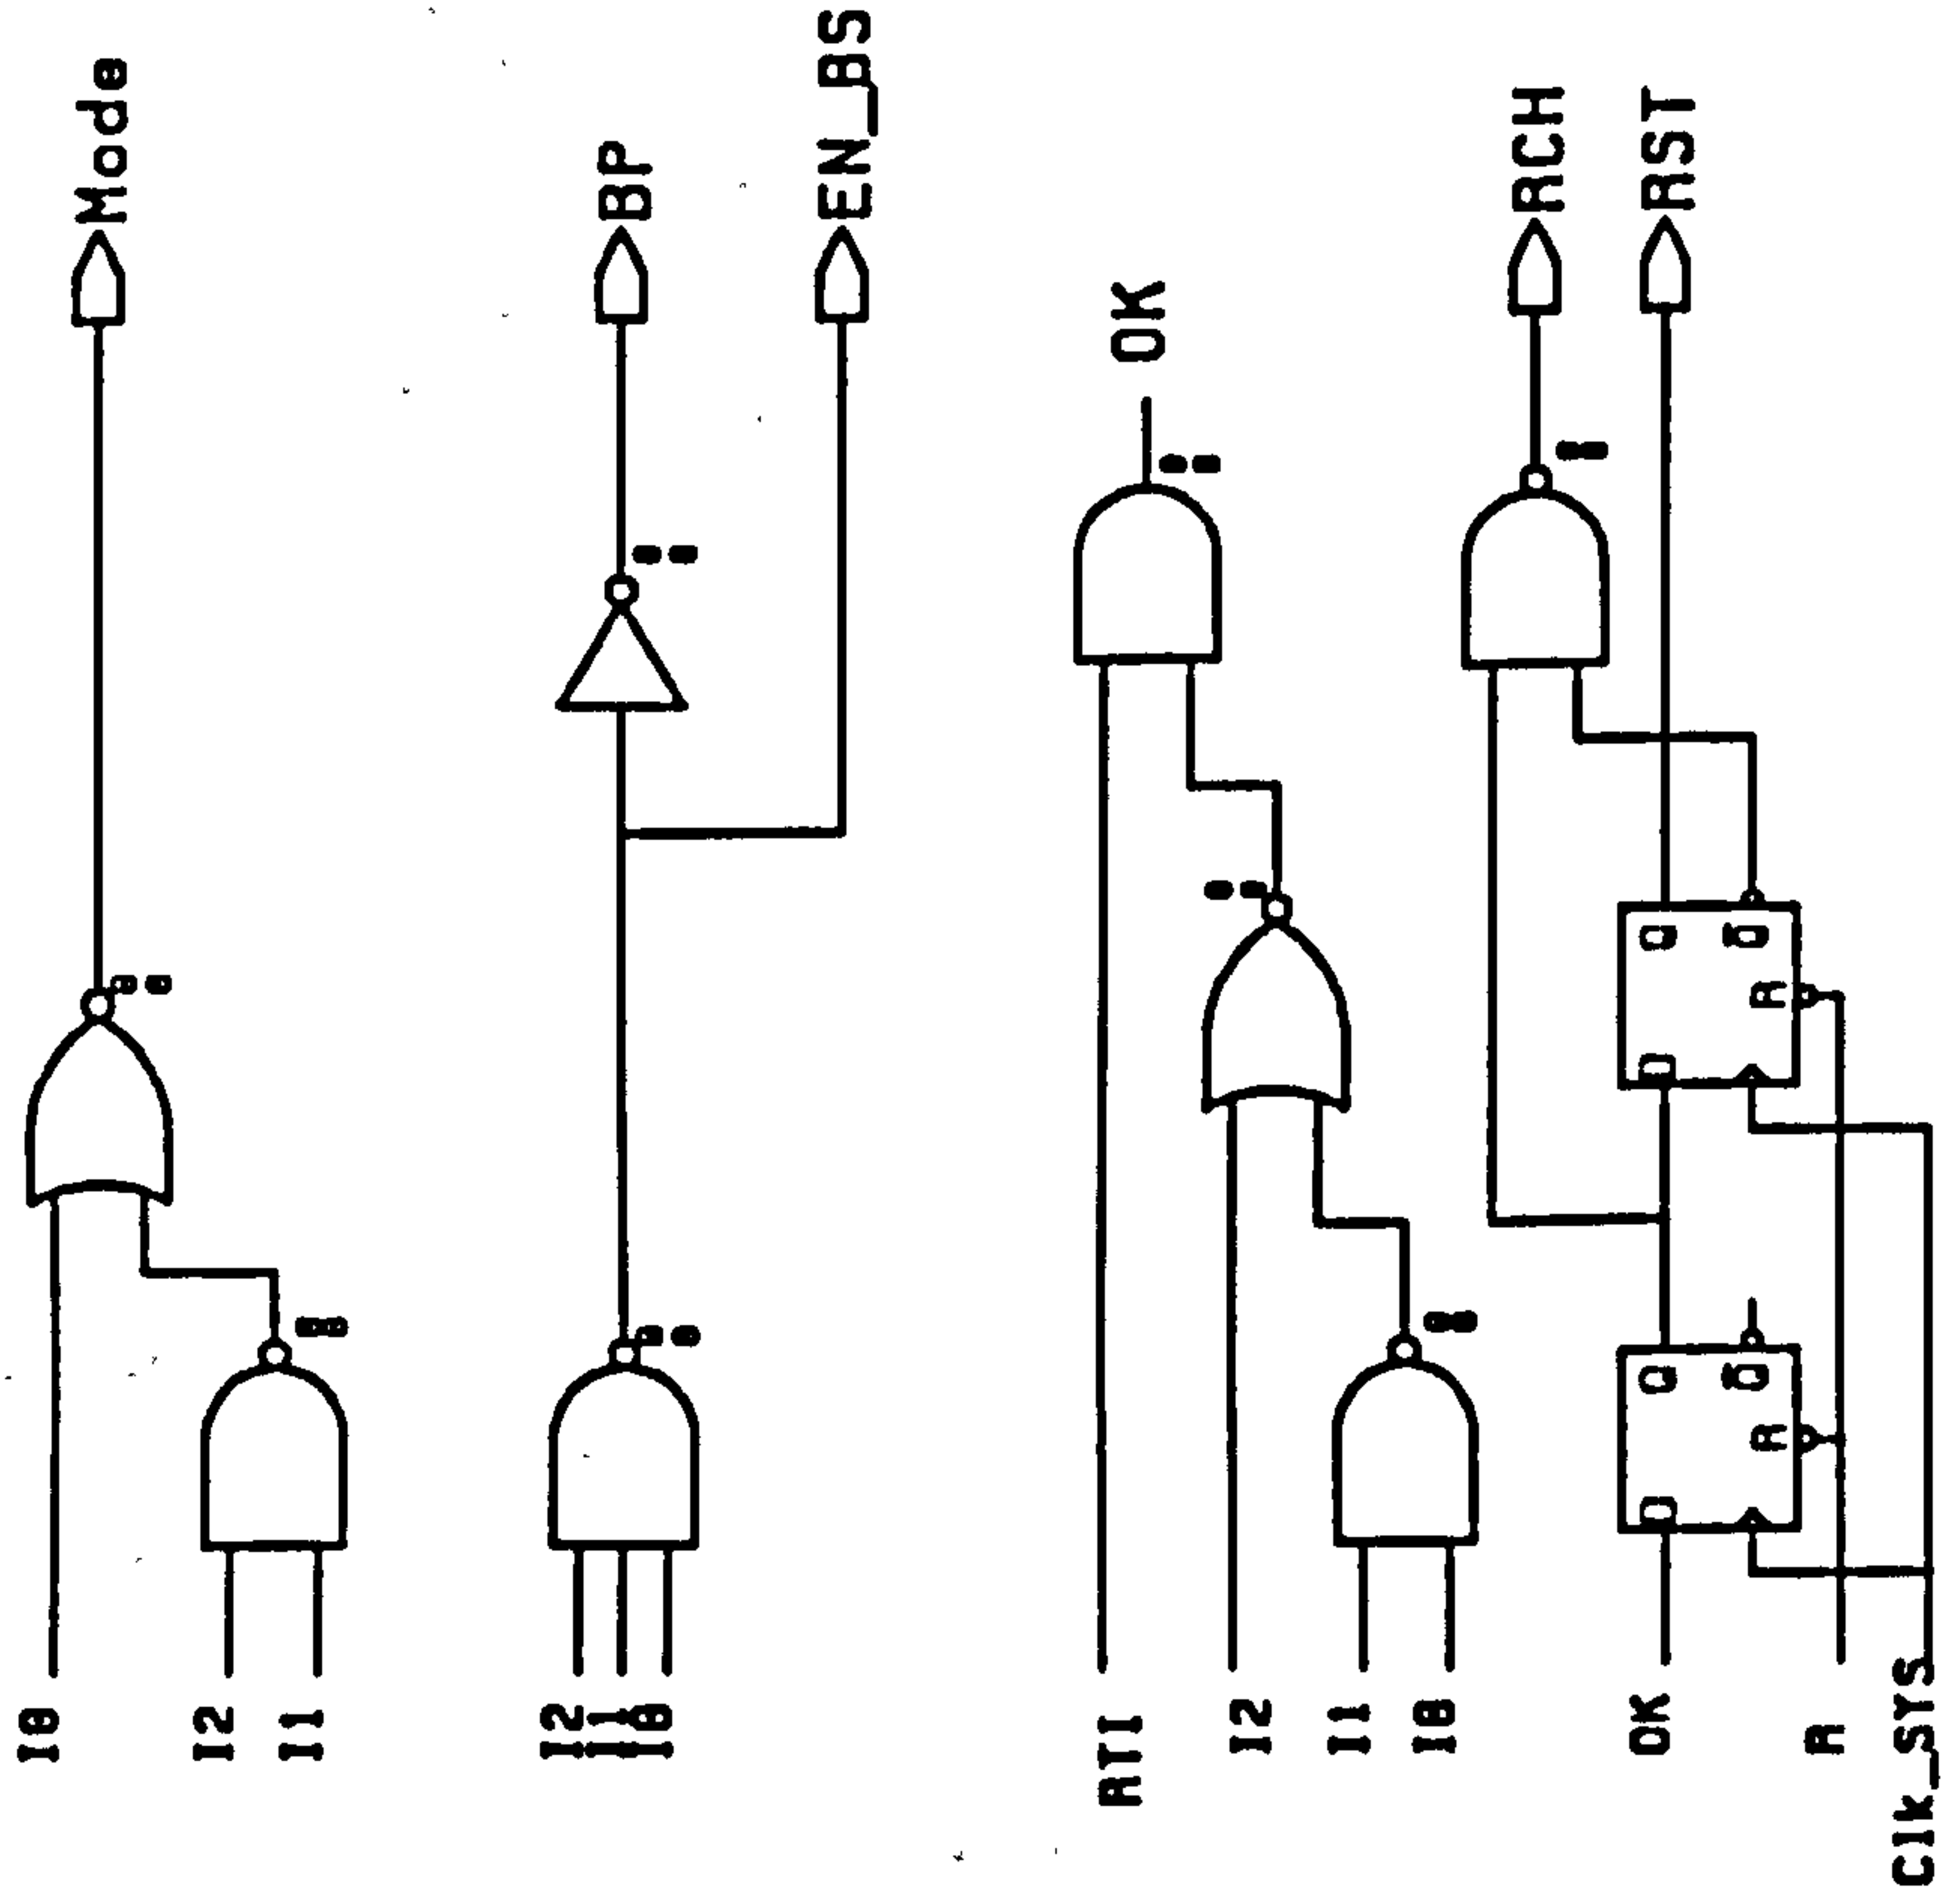 I0
I2
I1
Mode
I2
I1
I0
BP
EN_BS
RTI
I2
I1
I0
OK
OK
R
Clk_SYS
D
Q
Q̅
R
D
Q
Q̅
R
RCH
RST